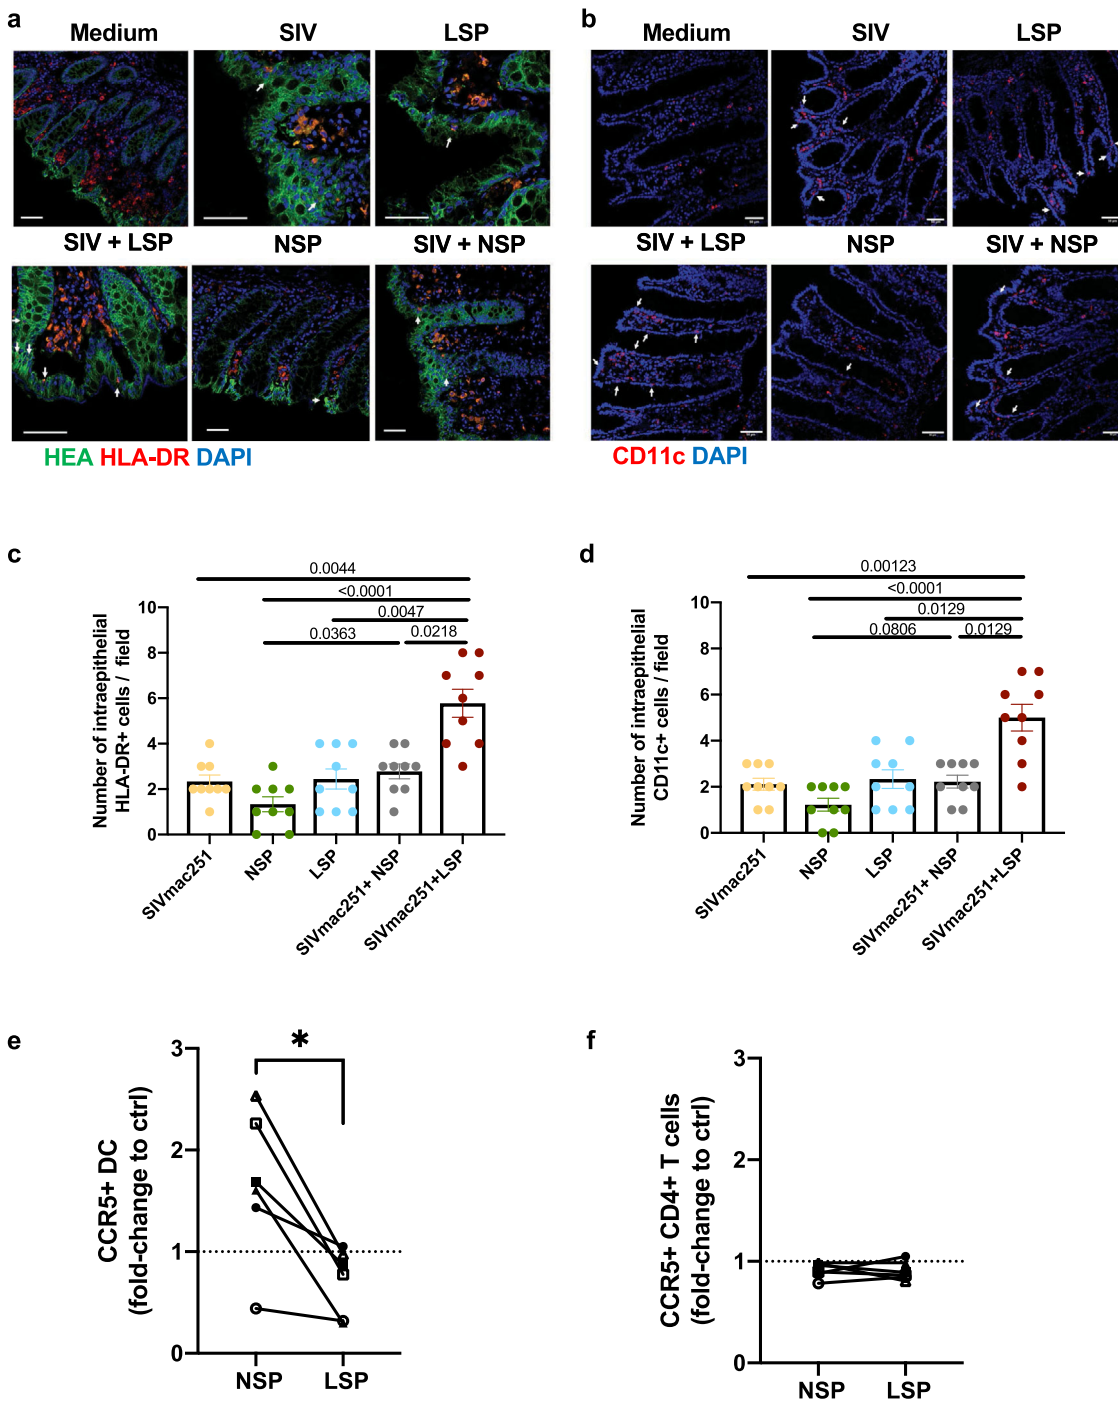 a
Medium SIV LSP
SIV + LSP NSP SIV + NSP
HEA HLA-DR DAPI
b
Medium SIV LSP
SIV + LSP NSP SIV + NSP
CD11c DAPI
c
0.0044
<0.0001
0.0047
0.0363 0.0218
Number of intraepithelial
HLA-DR+ cells / field
10
8
6
4
2
0
SIVmac251
NSP
LSP
SIVmac251+ NSP
SIVmac251+LSP
d
0.00123
<0.0001
0.0129
0.0806 0.0129
Number of intraepithelial
CD11c+ cells / field
10
8
6
4
2
0
SIVmac251
NSP
LSP
SIVmac251+ NSP
SIVmac251+LSP
e
*
CCR5+ DC
(fold-change to ctrl)
3
2
1
0
NSP LSP
f
CCR5+ CD4+ T cells
(fold-change to ctrl)
3
2
1
0
NSP LSP